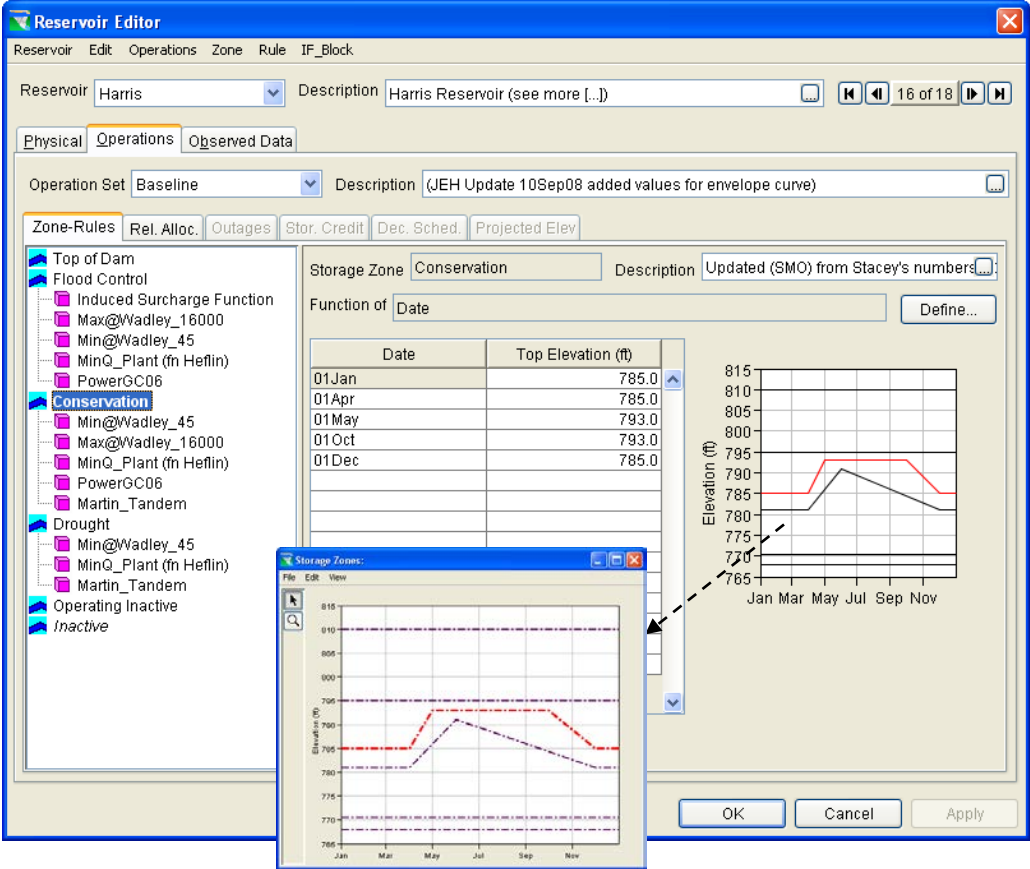 Reservoir Editor
Reservoir Edit Operations Zone Rule IF_Block
Reservoir Harris Description Harris Reservoir (see more [...]) ... 16 of 18
Physical Operations Observed Data
Operation Set Baseline Description (JEH Update 10Sep08 added values for envelope curve) ...
Zone-Rules Rel. Alloc. Outages Stor. Credit Dec. Sched. Projected Elev
Top of Dam
Flood Control
Induced Surcharge Function
Max@Wadley_16000
Min@Wadley_45
MinQ_Plant (fn Heflin)
PowerGC06
Conservation
Min@Wadley_45
Max@Wadley_16000
MinQ_Plant (fn Heflin)
PowerGC06
Martin_Tandem
Drought
Min@Wadley_45
MinQ_Plant (fn Heflin)
Martin_Tandem
Operating Inactive
Inactive
Storage Zone Conservation Description Updated (SMO) from Stacey's numbers ...
Function of Date Define...
Date Top Elevation (ft)
01Jan 785.0
01Apr 785.0
01May 793.0
01Oct 793.0
01Dec 785.0
815
810
805
800
795
790
785
780
775
770
765
Elevation (ft)
Jan Mar May Jul Sep Nov
Storage Zones:
File Edit View
815
810
805
800
795
790
785
780
775
770
765
Elevation (ft)
Jan Mar May Jul Sep Nov
OK Cancel Apply